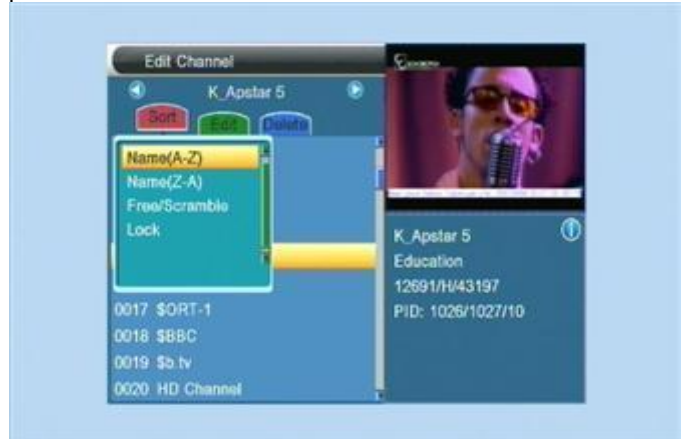 Edit Channel
K_Apstar 5
Sort Edit Delete
Name(A-Z)
Name(Z-A)
Free/Scramble
Lock
0017 $ORT-1
0018 $BBC
0019 $b.tv
0020 HD Channel
K_Apstar 5
Education
12691/H/43197
PID: 1026/1027/10